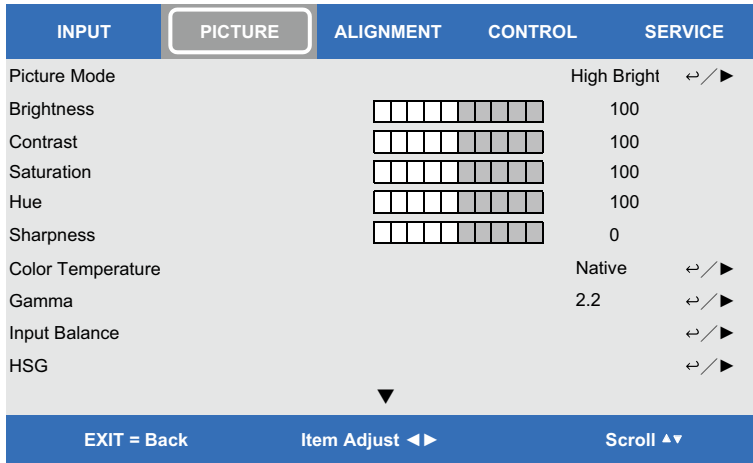 INPUT PICTURE ALIGNMENT CONTROL SERVICE
Picture Mode High Bright ↩/▶
Brightness 100
Contrast 100
Saturation 100
Hue 100
Sharpness 0
Color Temperature Native ↩/▶
Gamma 2.2 ↩/▶
Input Balance ↩/▶
HSG ↩/▶
▼
EXIT = Back Item Adjust ◀▶ Scroll ▲▼